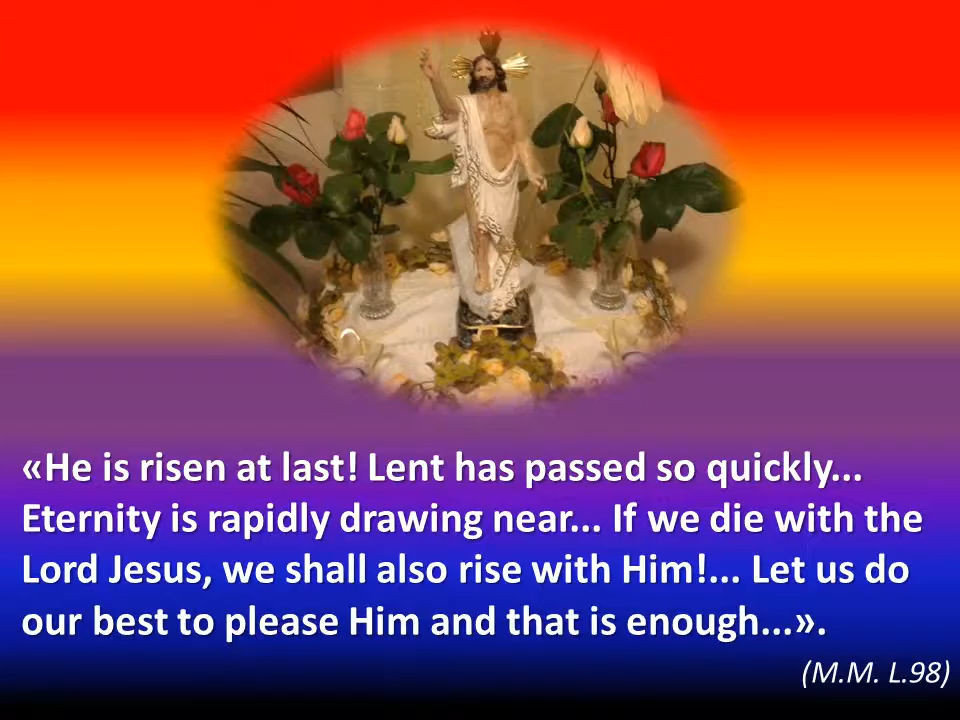 «He is risen at last! Lent has passed so quickly...
Eternity is rapidly drawing near... If we die with the
Lord Jesus, we shall also rise with Him!... Let us do
our best to please Him and that is enough...».
(M.M. L.98)